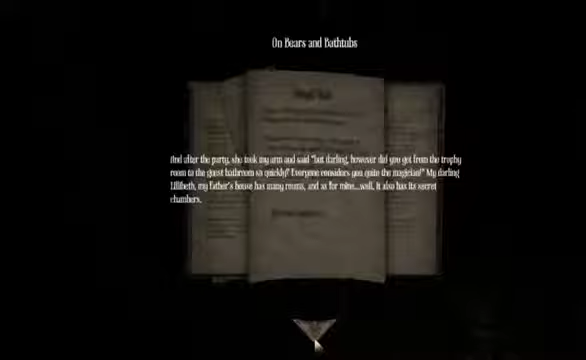 On Bears and Bathtubs
And after the party, she took my arm and said "but darling, however did you get from the trophy
room to the guest bathroom so quickly? Everyone considers you quite the magician!" My darling
Lillibeth, my Father's house has many rooms, and as for mine...well, it also has its secret
chambers.